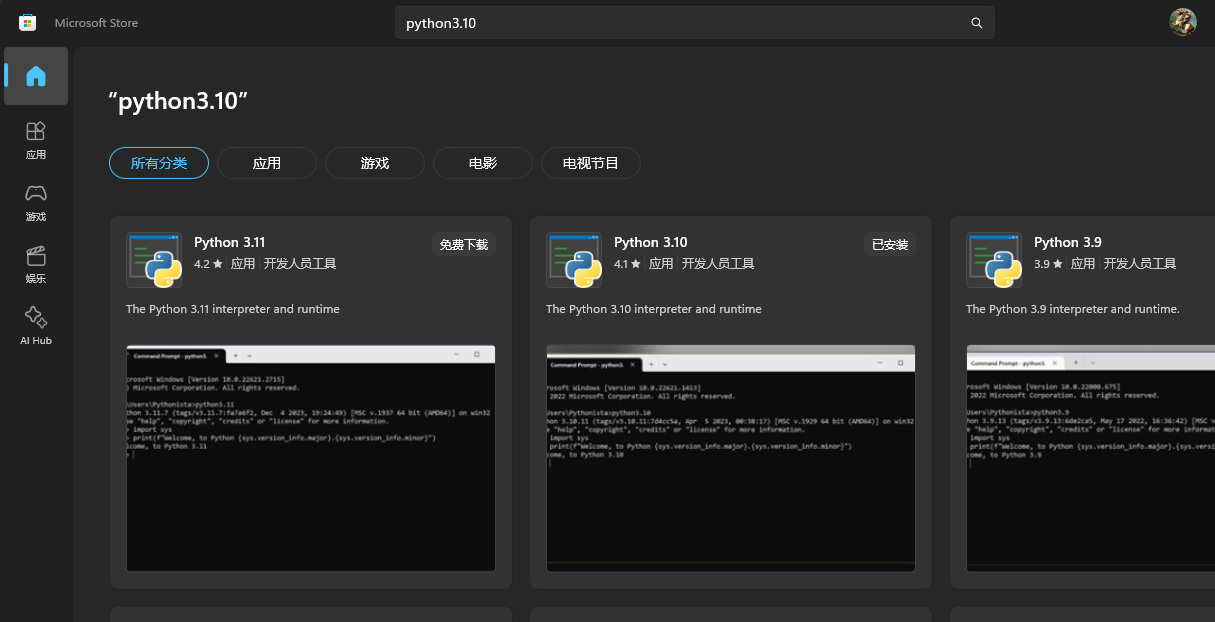 Microsoft Store
python3.10
“python3.10”
所有分类
应用
游戏
电影
电视节目
应用
游戏
娱乐
AI Hub
Python 3.11
免费下载
4.2 ★ 应用 开发人员工具
The Python 3.11 interpreter and runtime
Command Prompt - python3.
crosoft Windows [Version 10.0.22621.2715]
) Microsoft Corporation. All rights reserved.
\Users\Pythonista>python3.11
thon 3.11.7 (tags/v3.11.7:fa7a6f2, Dec 4 2023, 19:24:49) [MSC v.1937 64 bit (AMD64)] on win32
e "help", "copyright", "credits" or "license" for more information.
import sys
print(f"Welcome, to Python {sys.version_info.major}.{sys.version_info.minor}")
come, to Python 3.11
Python 3.10
已安装
4.1 ★ 应用 开发人员工具
The Python 3.10 interpreter and runtime
Command Prompt - python3.
rosoft Windows [Version 10.0.22621.1413]
2022 Microsoft Corporation. All rights reserved.
Users\Pythonista>python3.10
hon 3.10.11 (tags/v3.10.11:7d4cc5a, Apr 5 2023, 00:38:17) [MSC v.1929 64 bit (AMD64)] on win32
e "help", "copyright", "credits" or "license" for more information.
import sys
print(f"Welcome, to Python {sys.version_info.major}.{sys.version_info.minor}")
ome, to Python 3.10
Python 3.9
3.9 ★ 应用 开发人员工具
The Python 3.9 interpreter and runtime.
Command Prompt - python3.
rosoft Windows [Version 10.0.22000.675]
Microsoft Corporation. All rights reserved.
Users\Pythonista>python3.9
hon 3.9.13 (tags/v3.9.13:6de2ca5, May 17 2022, 16:36:42) [MSC v
e "help", "copyright", "credits" or "license" for more informat
import sys
print(f"Welcome, to Python {sys.version_info.major}.{sys.versi
come, to Python 3.9